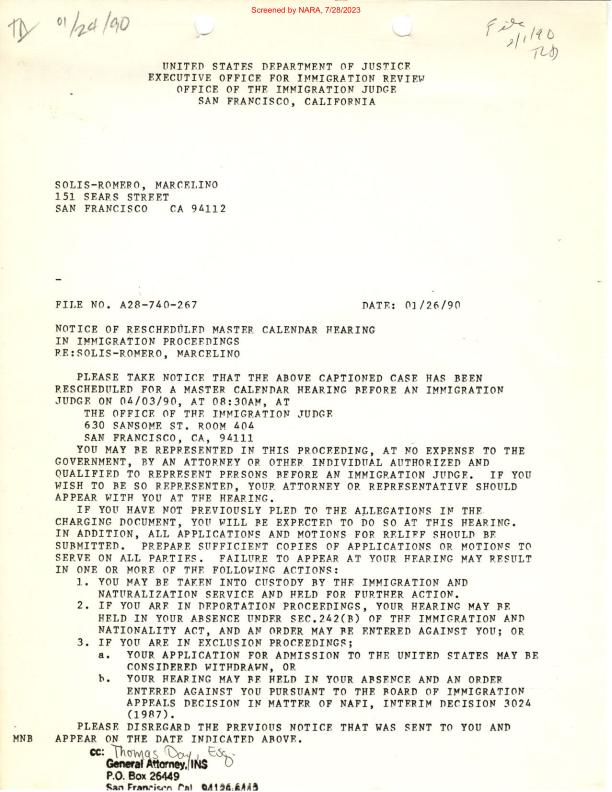 Screened by NARA, 7/28/2023
TD 01/24/90
File
2/1/90
TLD
UNITED STATES DEPARTMENT OF JUSTICE
EXECUTIVE OFFICE FOR IMMIGRATION REVIEW
OFFICE OF THE IMMIGRATION JUDGE
SAN FRANCISCO, CALIFORNIA
SOLIS-ROMERO, MARCELINO
151 SEARS STREET
SAN FRANCISCO CA 94112
FILE NO. A28-740-267 DATE: 01/26/90
NOTICE OF RESCHEDULED MASTER CALENDAR HEARING
IN IMMIGRATION PROCEEDINGS
RE:SOLIS-ROMERO, MARCELINO
PLEASE TAKE NOTICE THAT THE ABOVE CAPTIONED CASE HAS BEEN
RESCHEDULED FOR A MASTER CALENDAR HEARING BEFORE AN IMMIGRATION
JUDGE ON 04/03/90, AT 08:30AM, AT
THE OFFICE OF THE IMMIGRATION JUDGE
630 SANSOME ST. ROOM 404
SAN FRANCISCO, CA, 94111
YOU MAY BE REPRESENTED IN THIS PROCEEDING, AT NO EXPENSE TO THE
GOVERNMENT, BY AN ATTORNEY OR OTHER INDIVIDUAL AUTHORIZED AND
QUALIFIED TO REPRESENT PERSONS BEFORE AN IMMIGRATION JUDGE. IF YOU
WISH TO BE SO REPRESENTED, YOUR ATTORNEY OR REPRESENTATIVE SHOULD
APPEAR WITH YOU AT THE HEARING.
IF YOU HAVE NOT PREVIOUSLY PLED TO THE ALLEGATIONS IN THE
CHARGING DOCUMENT, YOU WILL BE EXPECTED TO DO SO AT THIS HEARING.
IN ADDITION, ALL APPLICATIONS AND MOTIONS FOR RELIEF SHOULD BE
SUBMITTED. PREPARE SUFFICIENT COPIES OF APPLICATIONS OR MOTIONS TO
SERVE ON ALL PARTIES. FAILURE TO APPEAR AT YOUR HEARING MAY RESULT
IN ONE OR MORE OF THE FOLLOWING ACTIONS:
1. YOU MAY BE TAKEN INTO CUSTODY BY THE IMMIGRATION AND
NATURALIZATION SERVICE AND HELD FOR FURTHER ACTION.
2. IF YOU ARE IN DEPORTATION PROCEEDINGS, YOUR HEARING MAY BE
HELD IN YOUR ABSENCE UNDER SEC.242(B) OF THE IMMIGRATION AND
NATIONALITY ACT, AND AN ORDER MAY BE ENTERED AGAINST YOU; OR
3. IF YOU ARE IN EXCLUSION PROCEEDINGS;
a. YOUR APPLICATION FOR ADMISSION TO THE UNITED STATES MAY BE
CONSIDERED WITHDRAWN, OR
b. YOUR HEARING MAY BE HELD IN YOUR ABSENCE AND AN ORDER
ENTERED AGAINST YOU PURSUANT TO THE BOARD OF IMMIGRATION
APPEALS DECISION IN MATTER OF NAFI, INTERIM DECISION 3024
(1987).
PLEASE DISREGARD THE PREVIOUS NOTICE THAT WAS SENT TO YOU AND
MNB APPEAR ON THE DATE INDICATED ABOVE.
cc: Thomas Day, Esq.
General Attorney, INS
P.O. Box 26449
San Francisco, Cal. 94126-6449